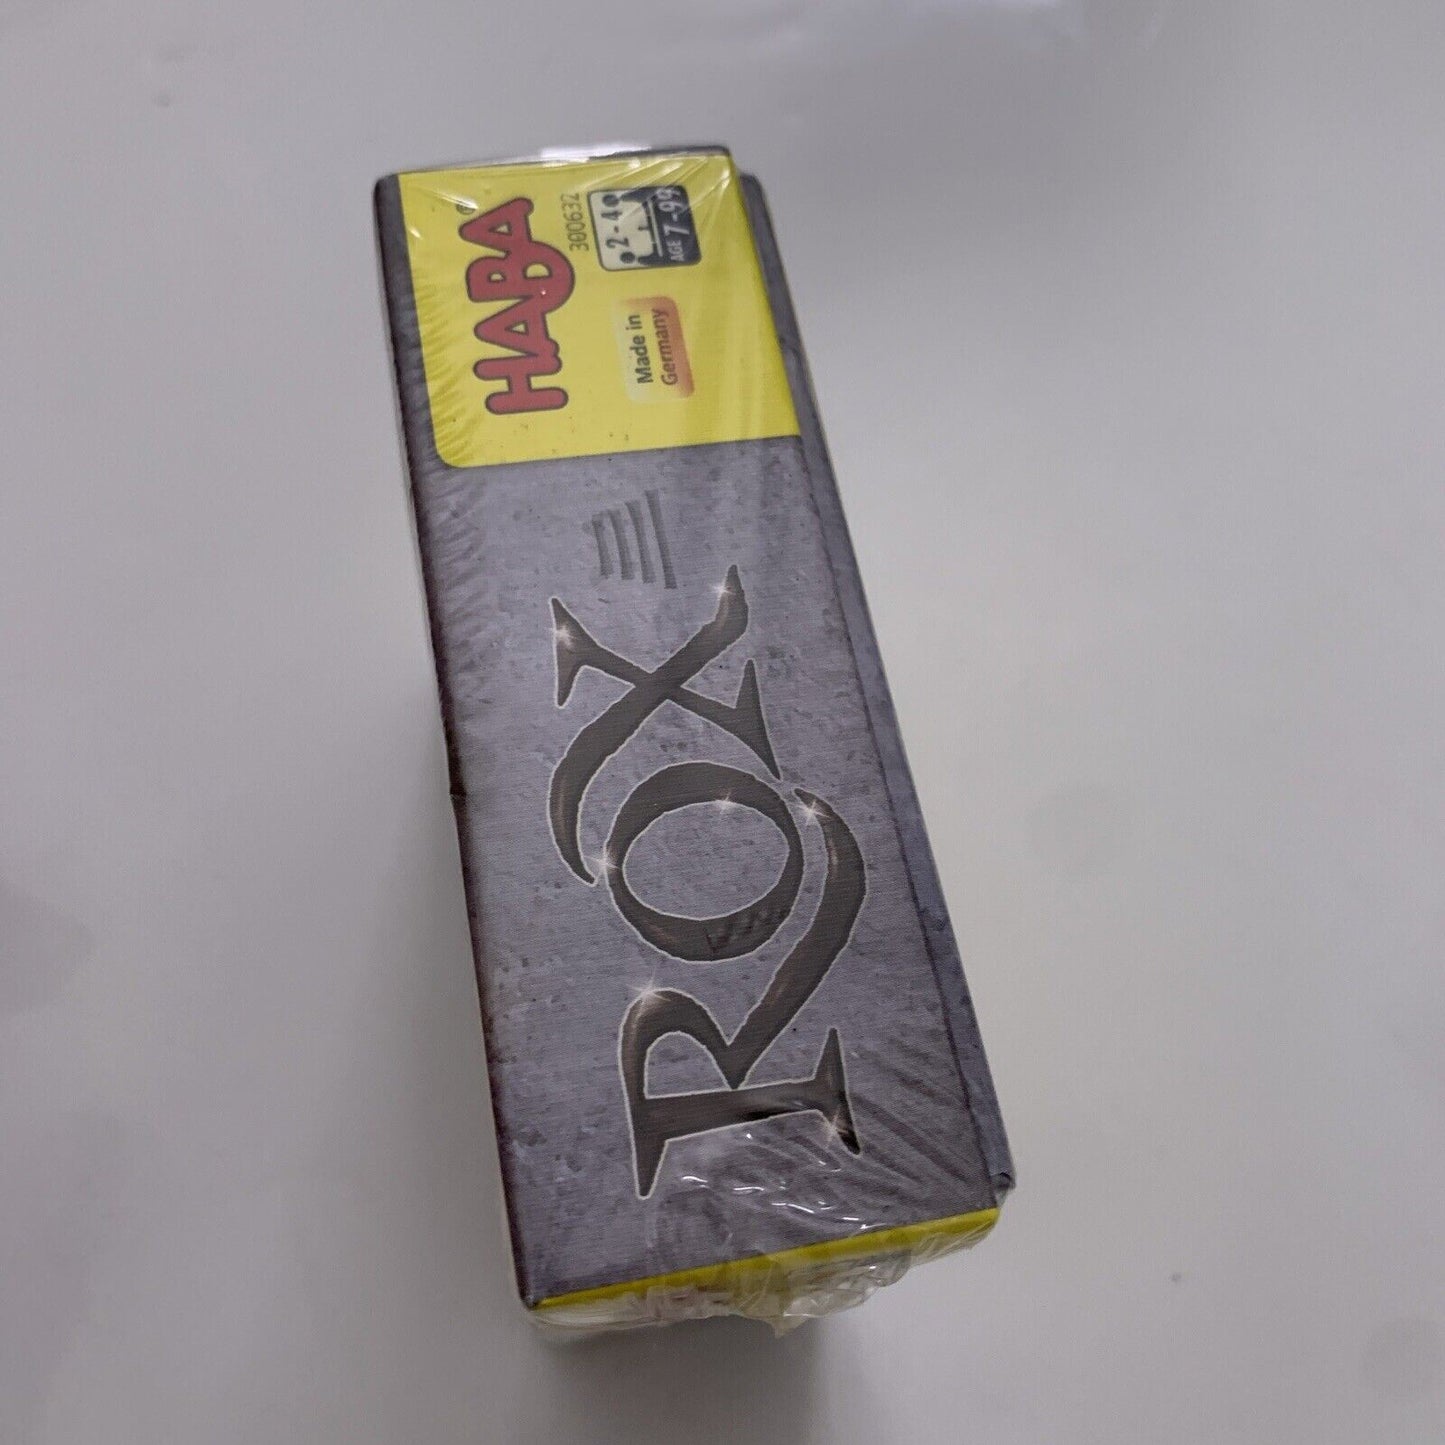 ROX
HABA®
300632
2-4
AGE 7-99
Made in
Germany